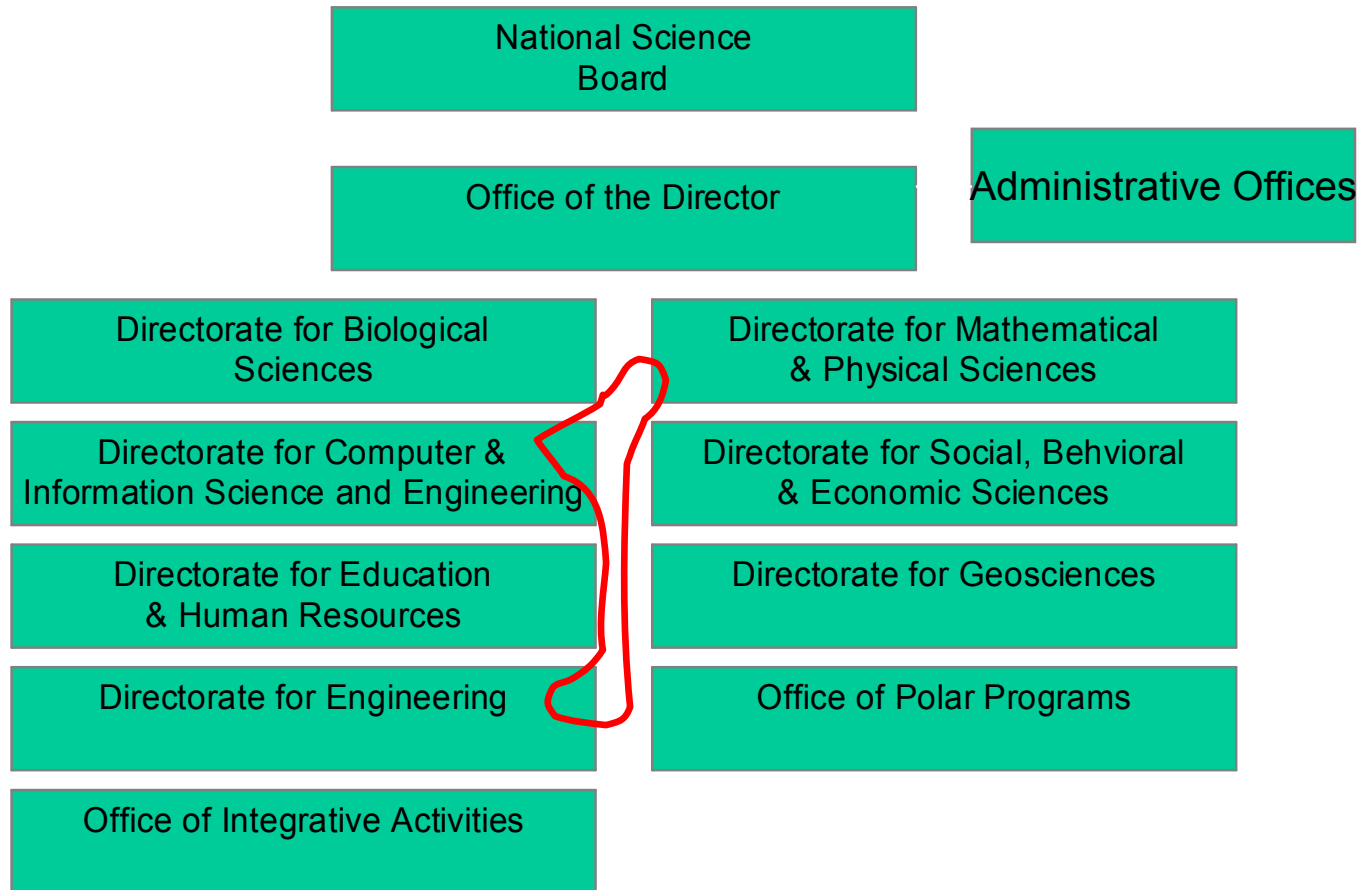 National Science
Board
Office of the Director
Administrative Offices
Directorate for Biological
Sciences
Directorate for Mathematical
& Physical Sciences
Directorate for Computer &
Information Science and Engineering
Directorate for Social, Behvioral
& Economic Sciences
Directorate for Education
& Human Resources
Directorate for Geosciences
Directorate for Engineering
Office of Polar Programs
Office of Integrative Activities